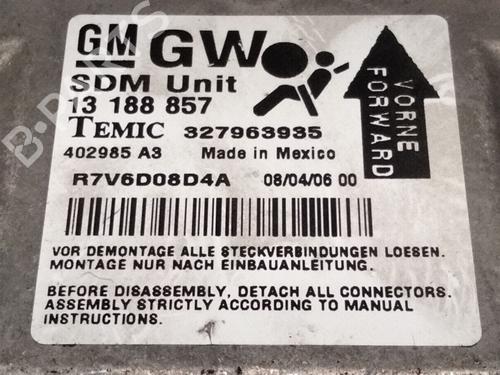 GM GW
SDM Unit
13 188 857
TEMIC 327963935
402985 A3 Made in Mexico
R7V6D08D4A 08/04/06 00
VORNE
FORWARD
VOR DEMONTAGE ALLE STECKVERBINDUNGEN LOESEN.
MONTAGE NUR NACH EINBAUANLEITUNG.
BEFORE DISASSEMBLY, DETACH ALL CONNECTORS.
ASSEMBLY STRICTLY ACCORDING TO MANUAL
INSTRUCTIONS.